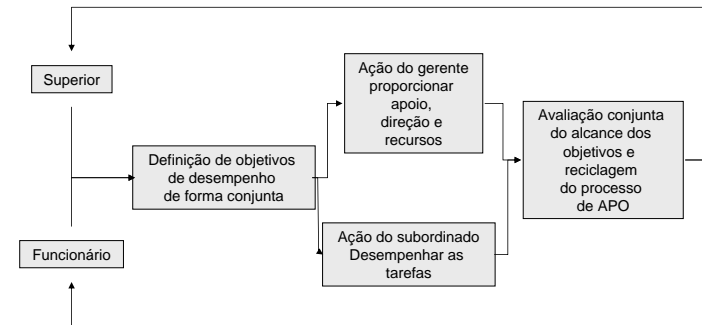 Superior
Funcionário
Definição de objetivos
de desempenho
de forma conjunta
Ação do gerente
proporcionar
apoio,
direção e
recursos
Ação do subordinado
Desempenhar as
tarefas
Avaliação conjunta
do alcance dos
objetivos e
reciclagem
do processo
de APO